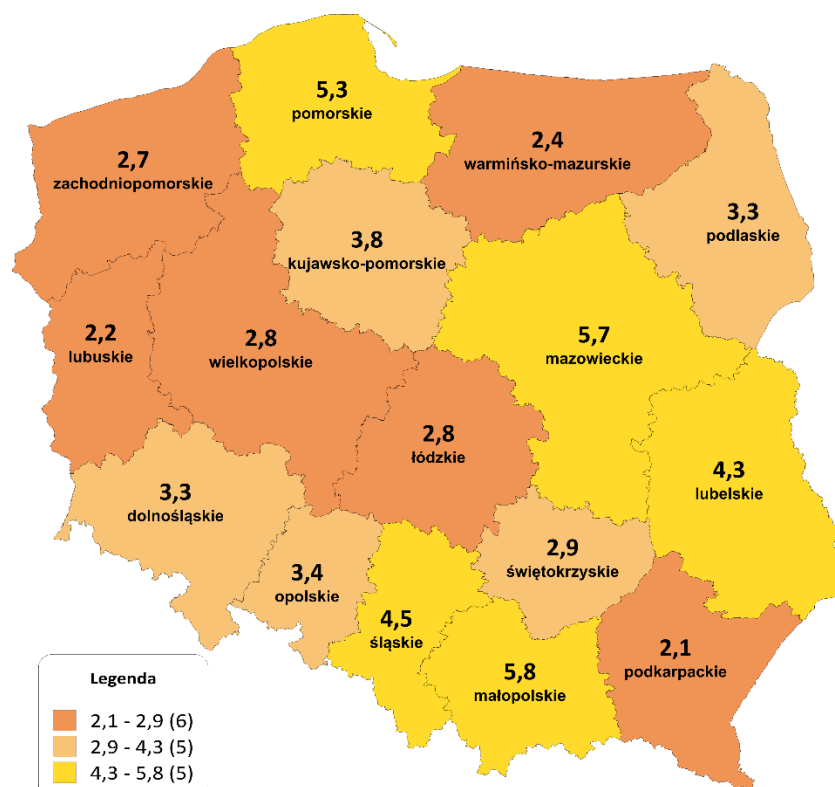 5,3
pomorskie
2,4
warmińsko-mazurskie
2,7
zachodniopomorskie
3,3
podlaskie
3,8
kujawsko-pomorskie
5,7
mazowieckie
2,2
lubuskie
2,8
wielkopolskie
2,8
łódzkie
4,3
lubelskie
3,3
dolnośląskie
2,9
świętokrzyskie
3,4
opolskie
4,5
śląskie
5,8
małopolskie
2,1
podkarpackie
Legenda
2,1 - 2,9 (6)
2,9 - 4,3 (5)
4,3 - 5,8 (5)